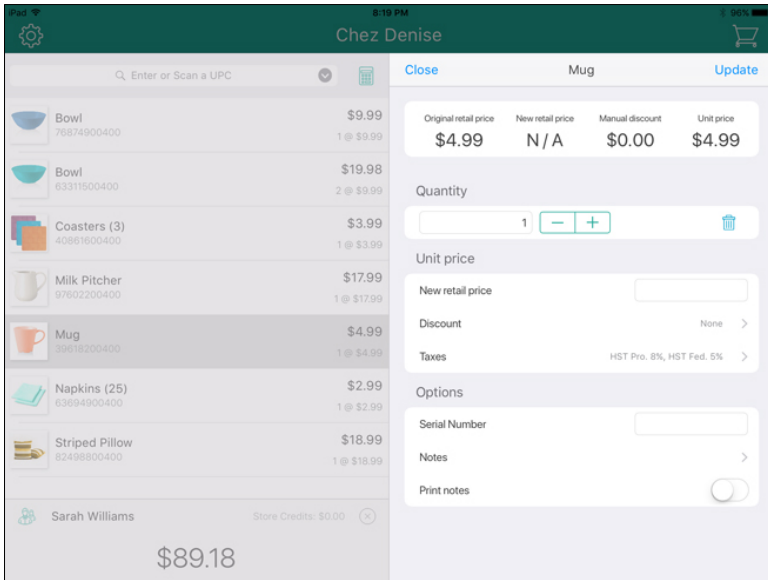 iPad 8:19 PM 96%
Chez Denise
Enter or Scan a UPC
Bowl $9.99
76874900400 1 @ $9.99
Bowl $19.98
63311500400 2 @ $9.99
Coasters (3) $3.99
40861600400 1 @ $3.99
Milk Pitcher $17.99
97602200400 1 @ $17.99
Mug $4.99
39618200400 1 @ $4.99
Napkins (25) $2.99
63694900400 1 @ $2.99
Striped Pillow $18.99
82498800400 1 @ $18.99
Sarah Williams Store Credits: $0.00
$89.18
Close Mug Update
Original retail price New retail price Manual discount Unit price
$4.99 N/A $0.00 $4.99
Quantity
1
Unit price
New retail price
Discount None
Taxes HST Pro. 8%, HST Fed. 5%
Options
Serial Number
Notes
Print notes